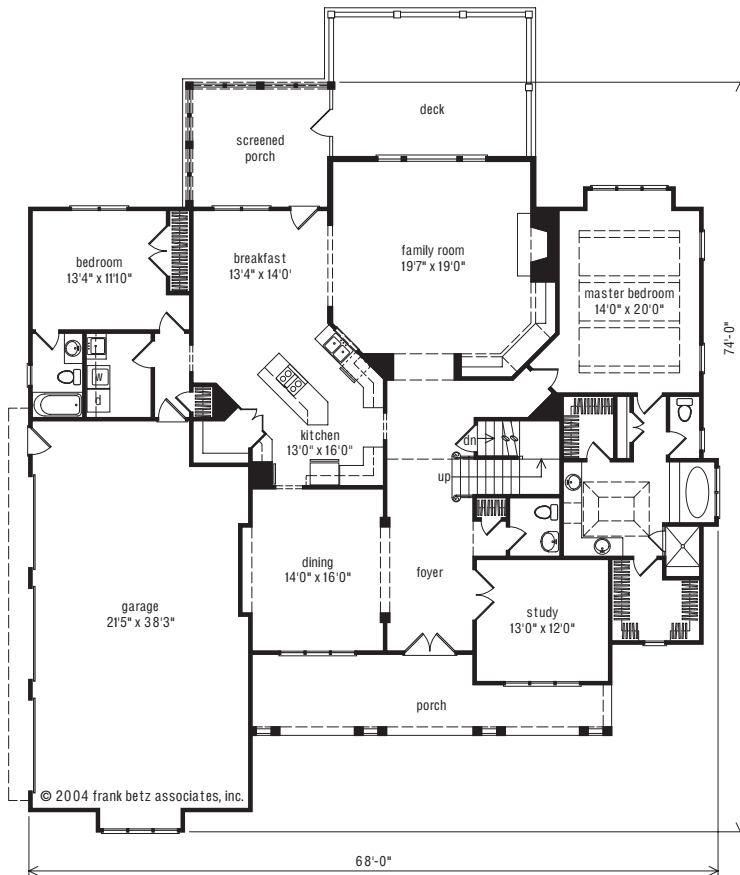 deck
screened
porch
bedroom
13'4" x 11'10"
breakfast
13'4" x 14'0'
family room
19'7" x 19'0"
master bedroom
14'0" x 20'0"
74'-0"
w
d
kitchen
13'0" x 16'0"
dn
up
dining
14'0" x 16'0"
foyer
garage
21'5" x 38'3"
study
13'0" x 12'0"
porch
© 2004 frank betz associates, inc.
68'-0"